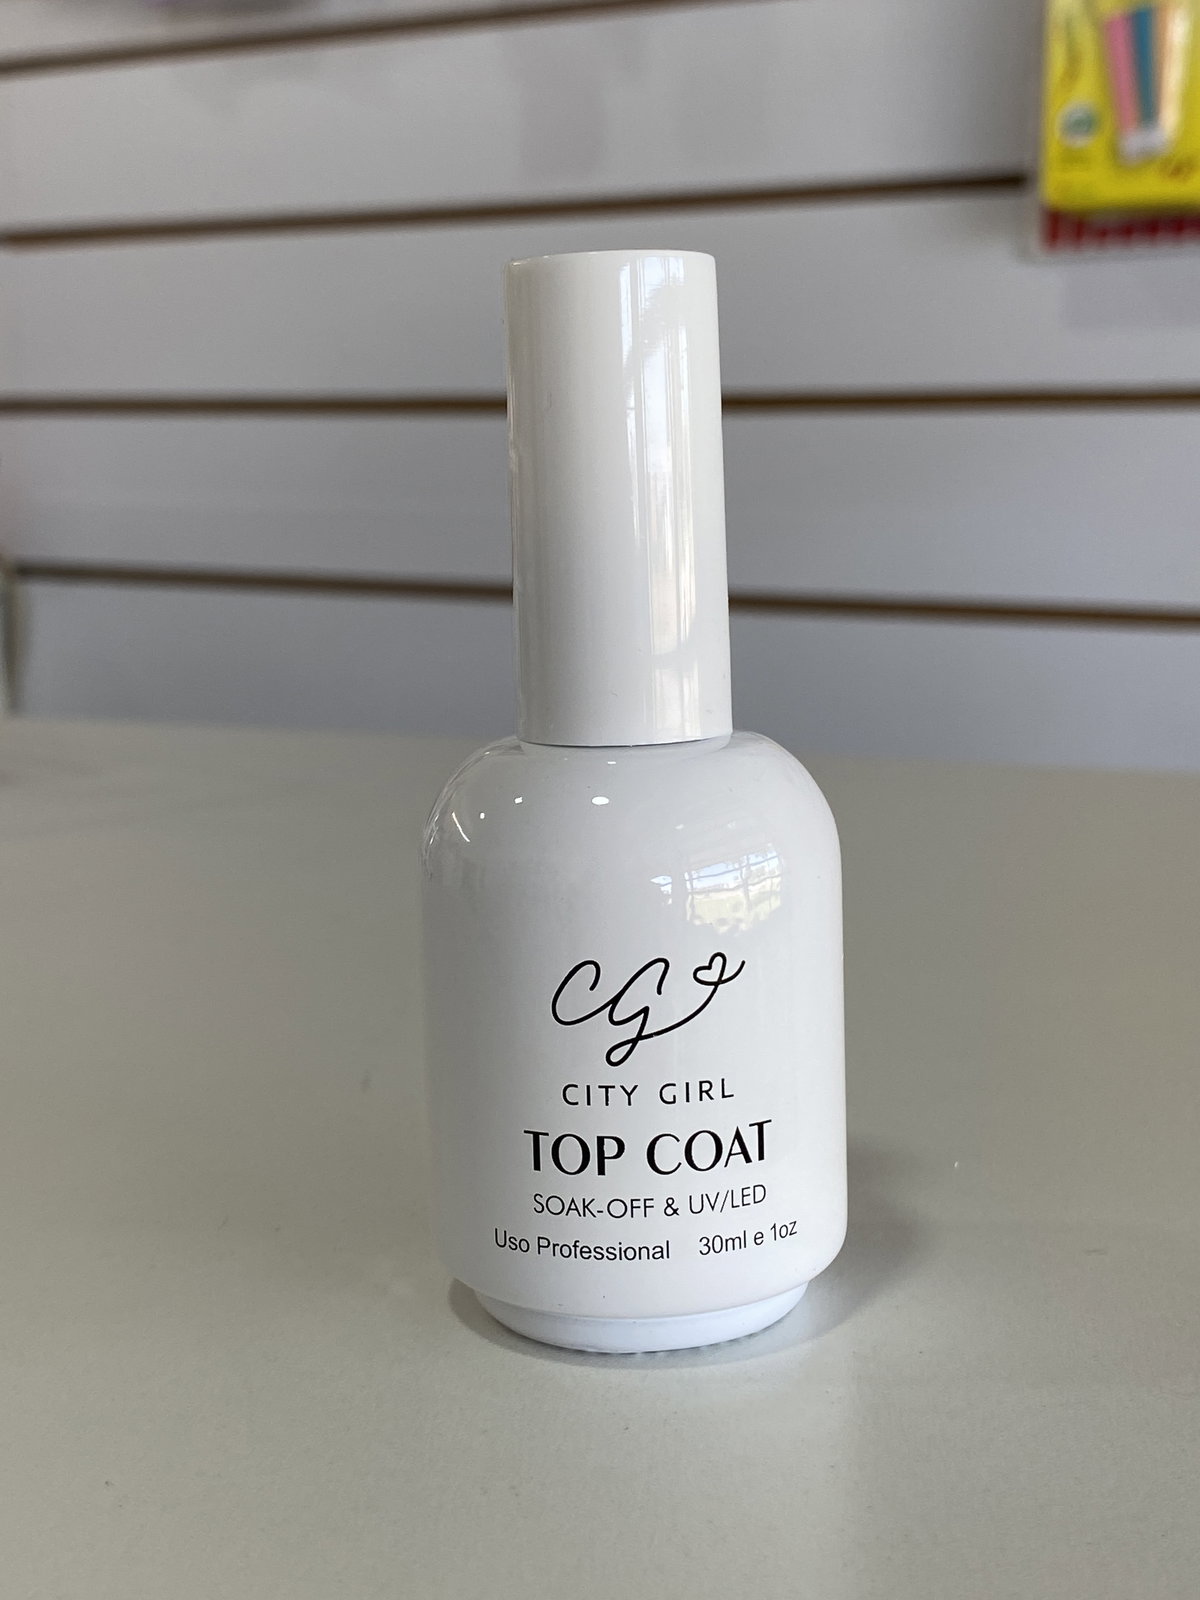 CG
CITY GIRL
TOP COAT
SOAK-OFF & UV/LED
Uso Professional 30ml e 1oz